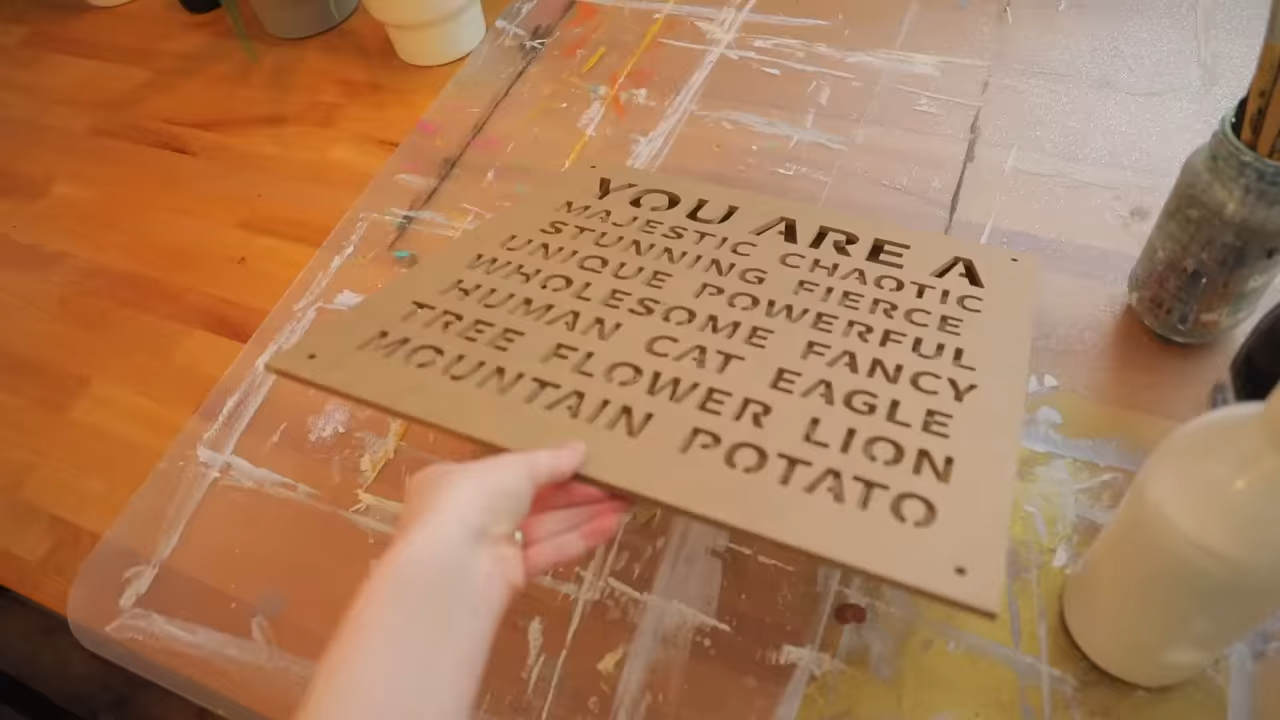 YOU ARE A
MAJESTIC CHAOTIC
STUNNING FIERCE
UNIQUE POWERFUL
WHOLESOME FANCY
HUMAN CAT EAGLE
TREE FLOWER LION
MOUNTAIN POTATO